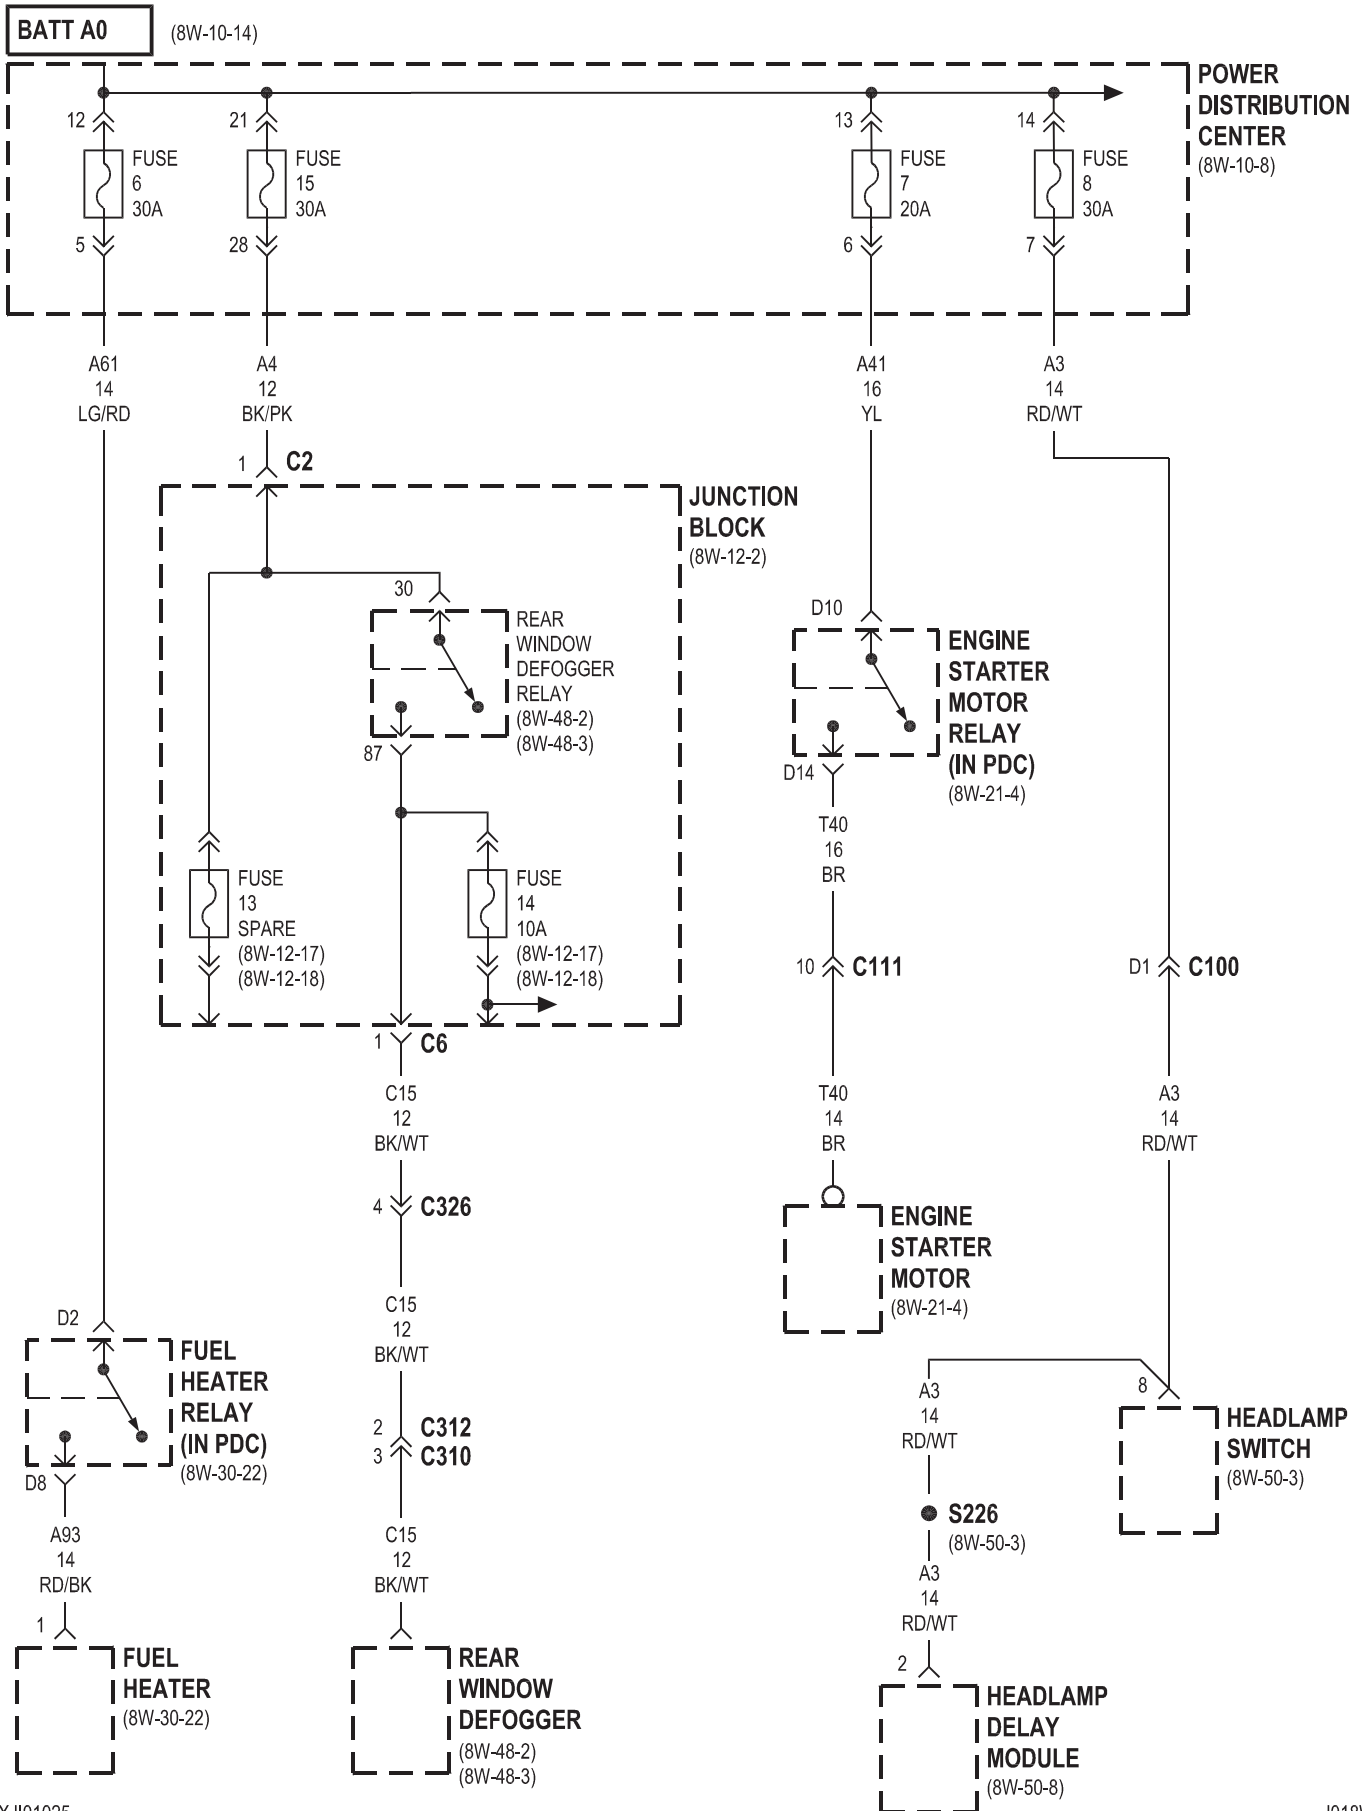 BATT A0 (8W-10-14)
POWER
DISTRIBUTION
CENTER
(8W-10-8)
12
FUSE
6
30A
5
21
FUSE
15
30A
28
13
FUSE
7
20A
6
14
FUSE
8
30A
7
A61
14
LG/RD
A4
12
BK/PK
A41
16
YL
A3
14
RD/WT
1 C2
JUNCTION
BLOCK
(8W-12-2)
30
REAR
WINDOW
DEFOGGER
RELAY
(8W-48-2)
(8W-48-3)
87
FUSE
13
SPARE
(8W-12-17)
(8W-12-18)
FUSE
14
10A
(8W-12-17)
(8W-12-18)
1 C6
D10
ENGINE
STARTER
MOTOR
RELAY
(IN PDC)
(8W-21-4)
D14
T40
16
BR
10 C111
D1 C100
C15
12
BK/WT
T40
14
BR
A3
14
RD/WT
4 C326
ENGINE
STARTER
MOTOR
(8W-21-4)
C15
12
BK/WT
D2
FUEL
HEATER
RELAY
(IN PDC)
(8W-30-22)
D8
2 C312
3 C310
A3
14
RD/WT
8
HEADLAMP
SWITCH
(8W-50-3)
S226
(8W-50-3)
A93
14
RD/BK
C15
12
BK/WT
A3
14
RD/WT
1
FUEL
HEATER
(8W-30-22)
REAR
WINDOW
DEFOGGER
(8W-48-2)
(8W-48-3)
2
HEADLAMP
DELAY
MODULE
(8W-50-8)